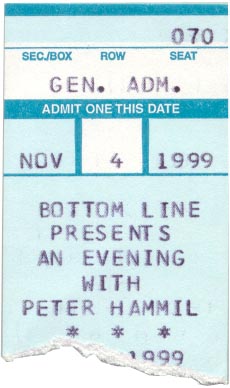 070
SEC/BOX ROW SEAT
GEN. ADM.
ADMIT ONE THIS DATE
NOV 4 1999
BOTTOM LINE
PRESENTS
AN EVENING
WITH
PETER HAMMIL
* * *
1999